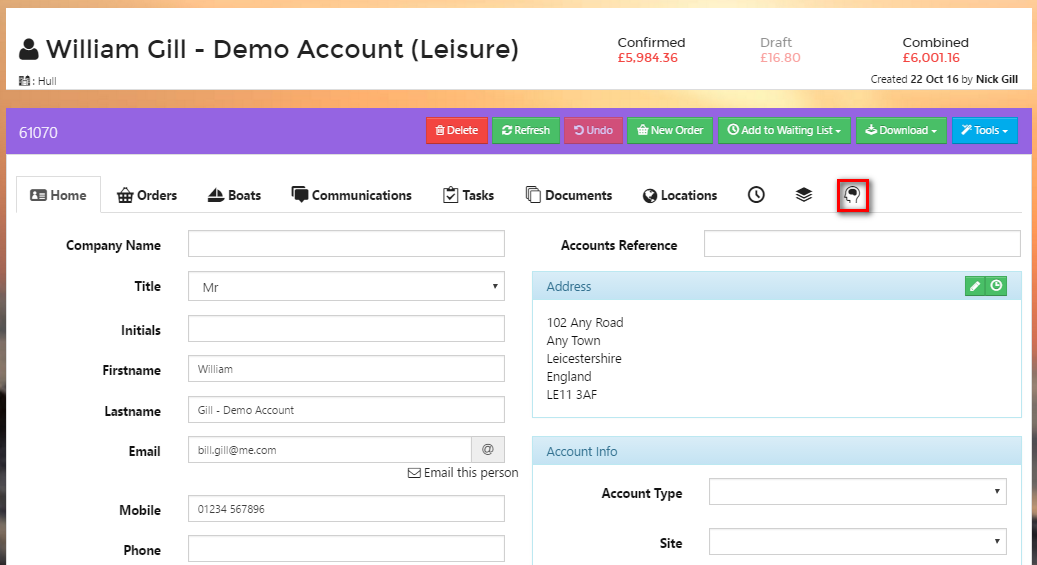 William Gill - Demo Account (Leisure)
Confirmed
£5,984.36
Draft
£16.80
Combined
£6,001.16
: Hull
Created 22 Oct 16 by Nick Gill
61070
Delete
Refresh
Undo
New Order
Add to Waiting List
Download
Tools
Home
Orders
Boats
Communications
Tasks
Documents
Locations
Company Name
Accounts Reference
Title
Mr
Address
Initials
102 Any Road
Any Town
Leicestershire
England
LE11 3AF
Firstname
William
Lastname
Gill - Demo Account
Email
bill.gill@me.com
@
Email this person
Account Info
Account Type
Mobile
01234 567896
Site
Phone